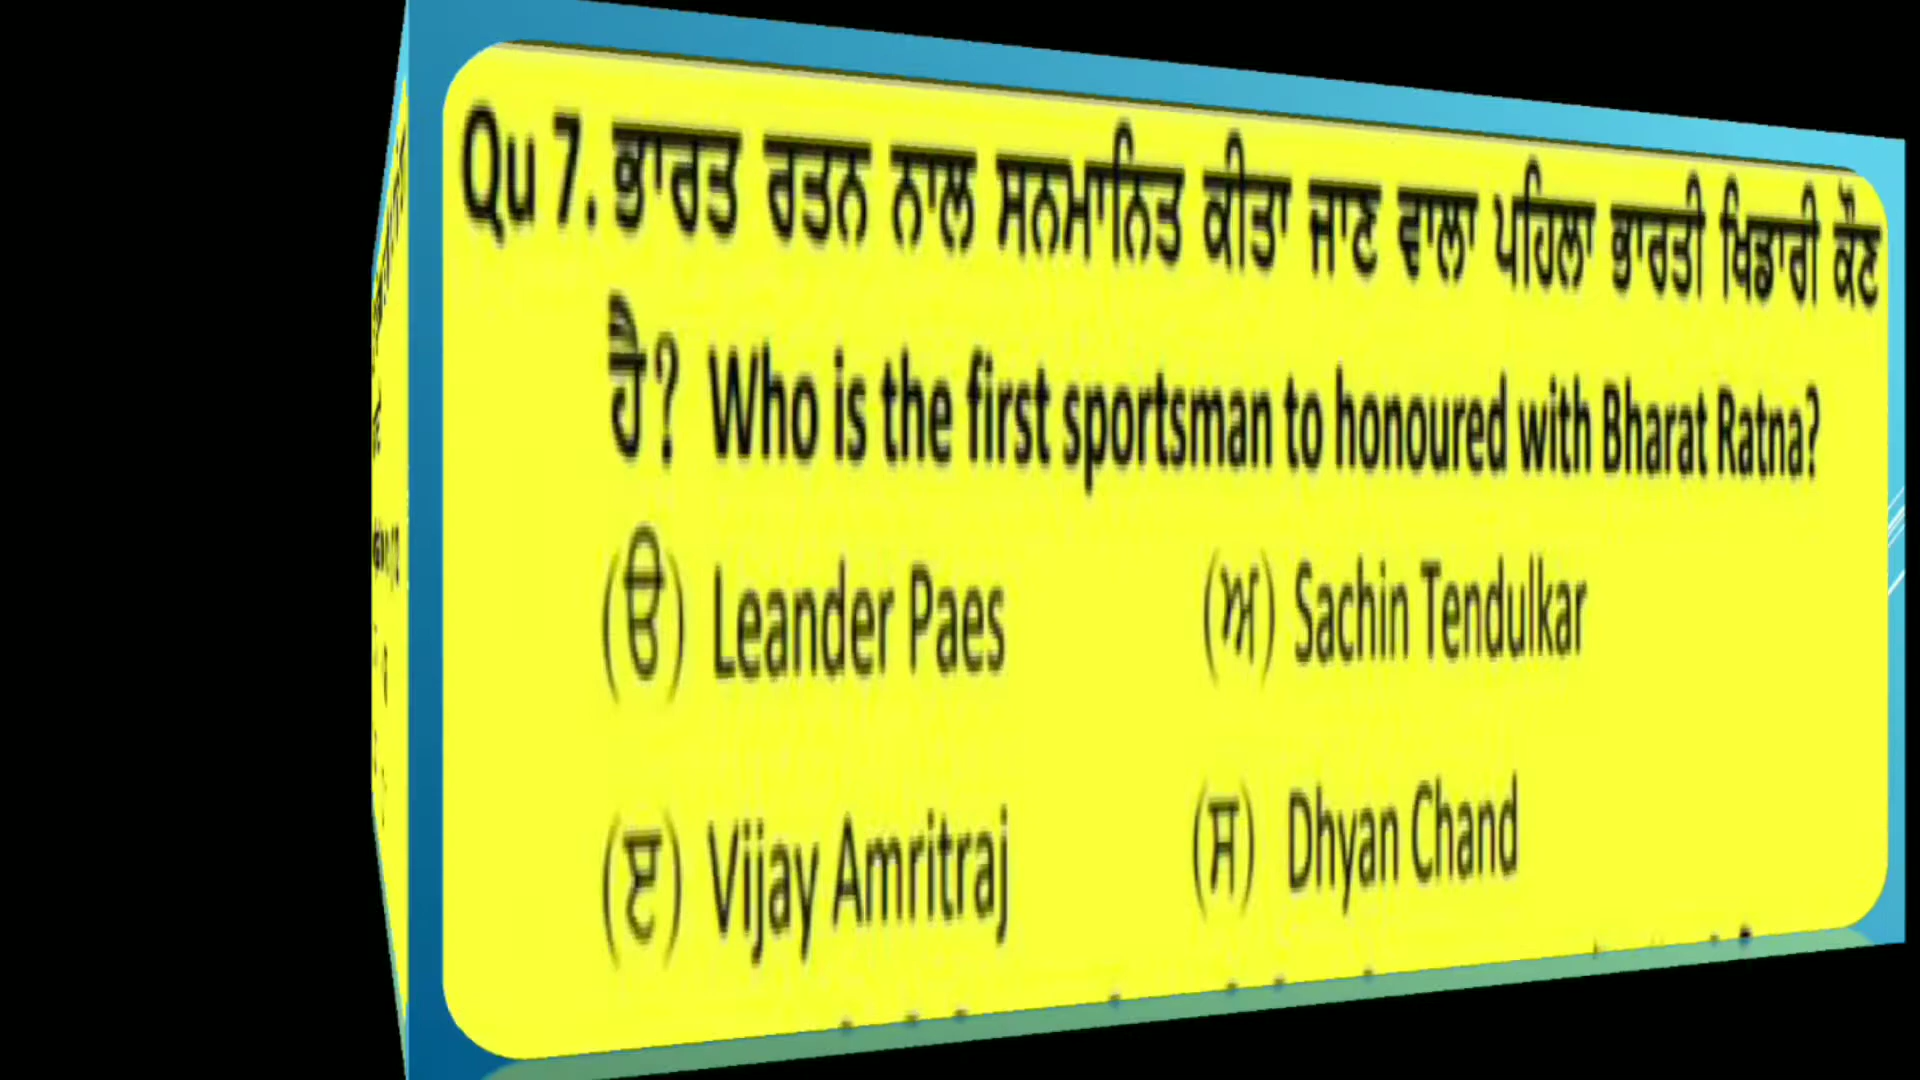 Qu 7. ਭਾਰਤ ਰਤਨ ਨਾਲ ਸਨਮਾਨਿਤ ਕੀਤਾ ਜਾਣ ਵਾਲਾ ਪਹਿਲਾ ਭਾਰਤੀ ਖਿਡਾਰੀ ਕੌਣ
ਹੈ? Who is the first sportsman to honoured with Bharat Ratna?
(ੳ) Leander Paes (ਅ) Sachin Tendulkar
(ੲ) Vijay Amritraj (ਸ) Dhyan Chand